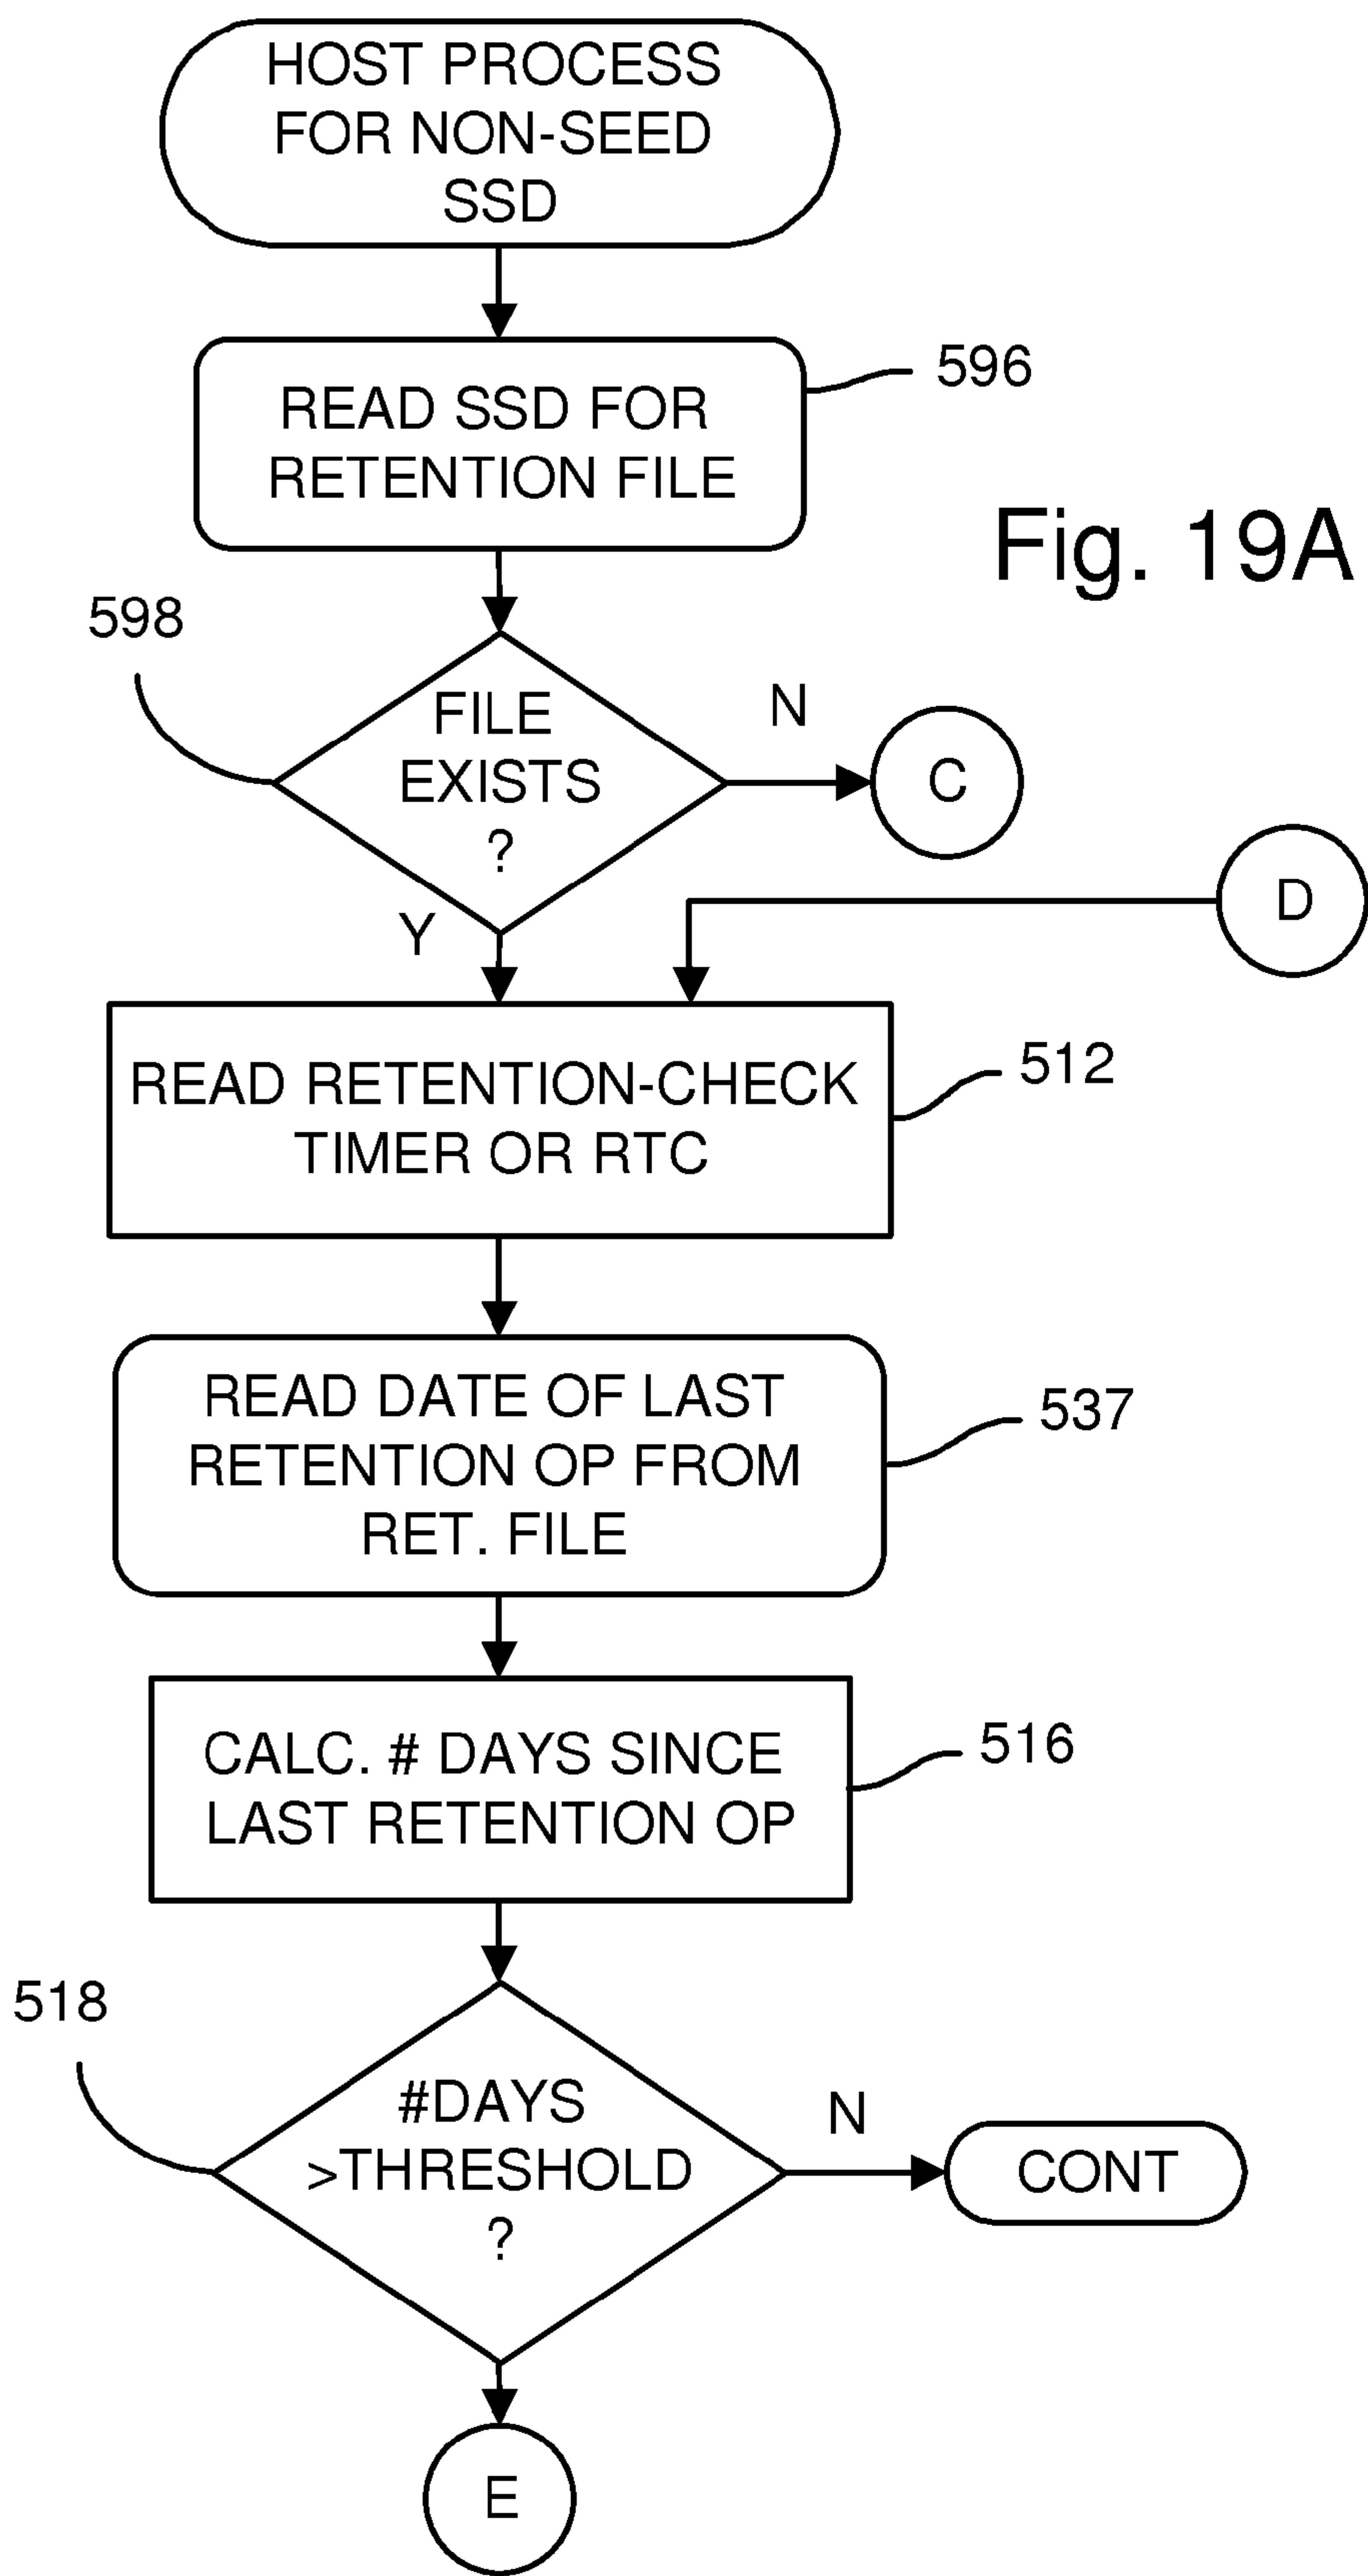 HOST PROCESS
FOR NON-SEED
SSD
596
READ SSD FOR
RETENTION FILE
Fig. 19A
598
FILE
EXISTS
?
N
C
D
Y
512
READ RETENTION-CHECK
TIMER OR RTC
READ DATE OF LAST
RETENTION OP FROM
RET. FILE
537
CALC. # DAYS SINCE
LAST RETENTION OP
516
518
#DAYS
>THRESHOLD
?
N
CONT
E